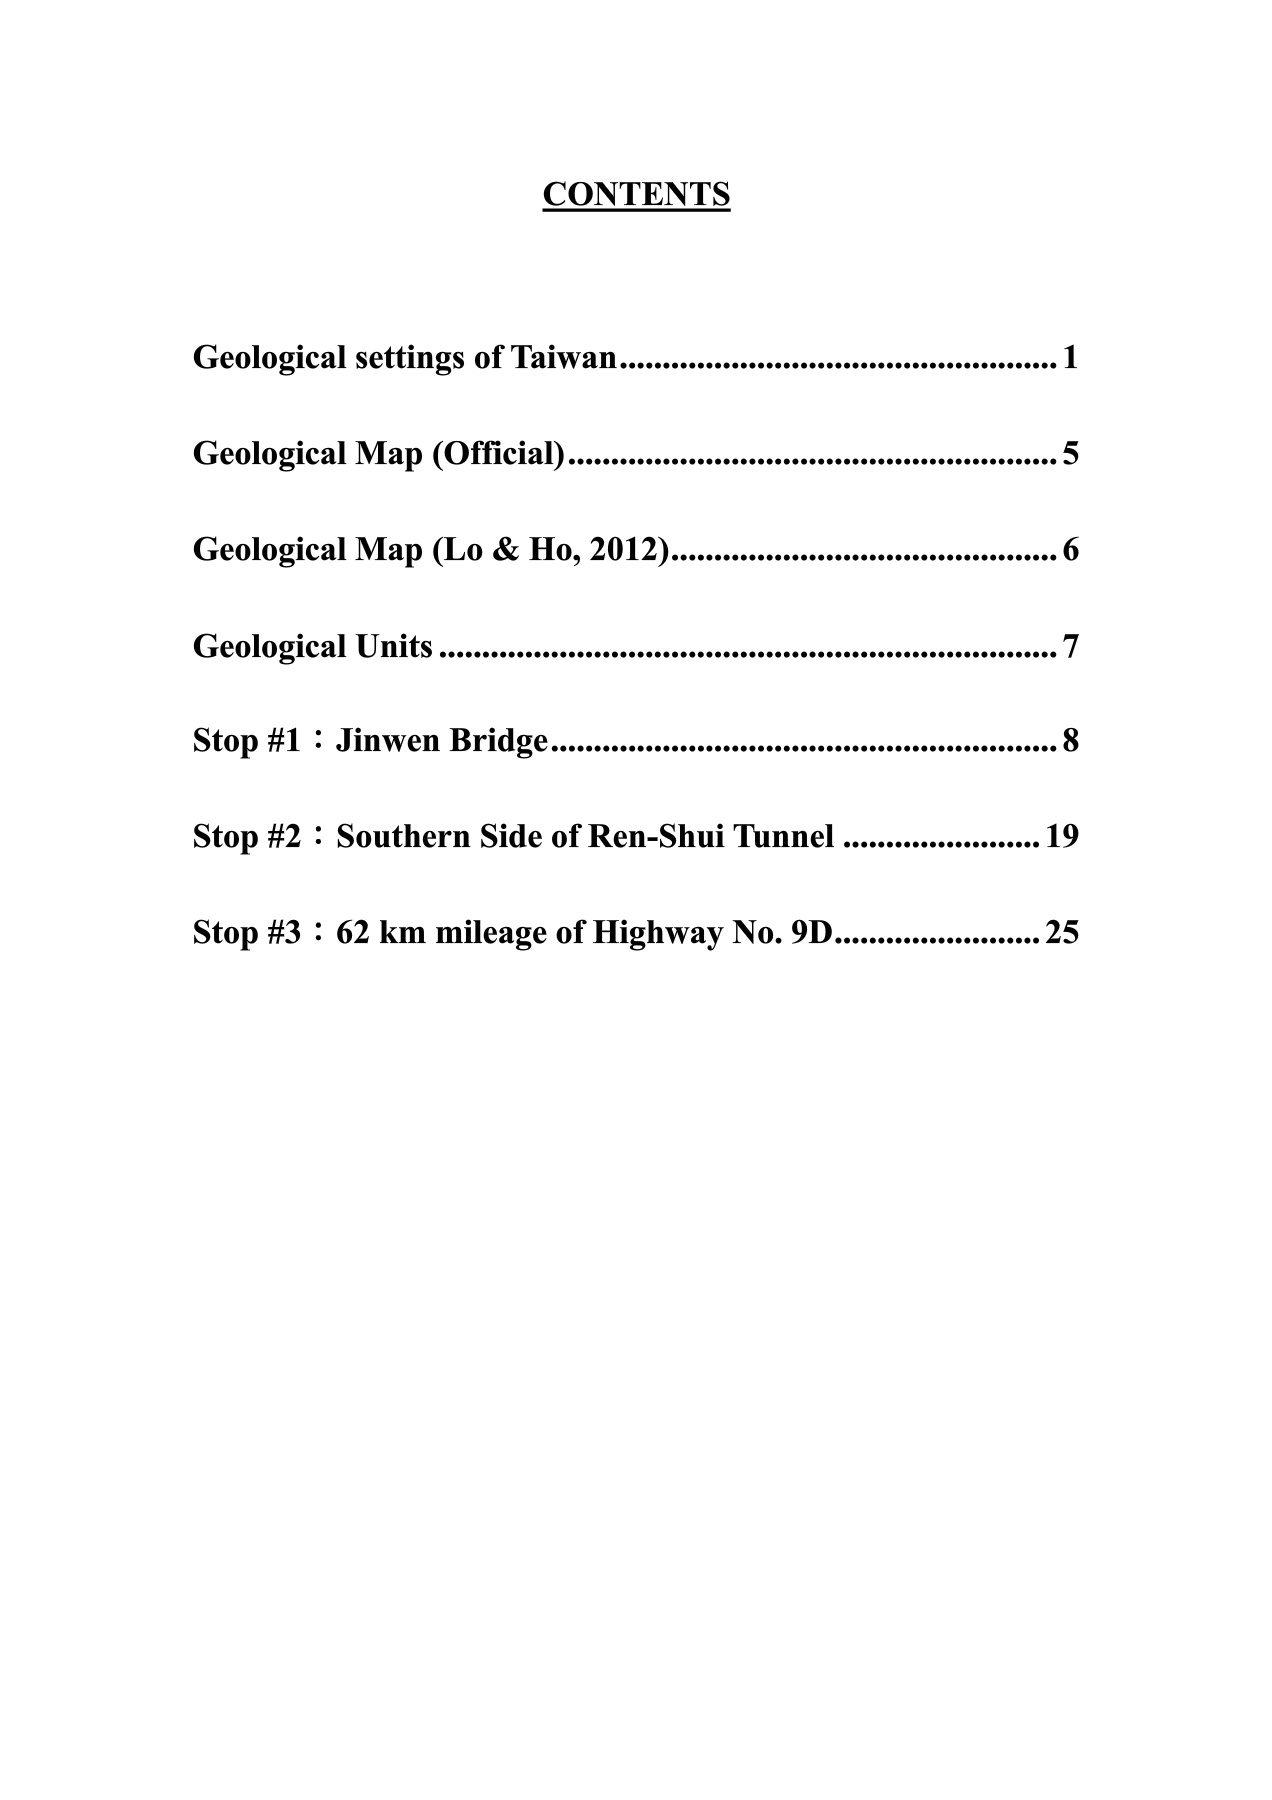 CONTENTS
Geological settings of Taiwan................................................... 1
Geological Map (Official)......................................................... 5
Geological Map (Lo & Ho, 2012)............................................. 6
Geological Units ........................................................................ 7
Stop #1：Jinwen Bridge........................................................... 8
Stop #2：Southern Side of Ren-Shui Tunnel ....................... 19
Stop #3：62 km mileage of Highway No. 9D........................ 25